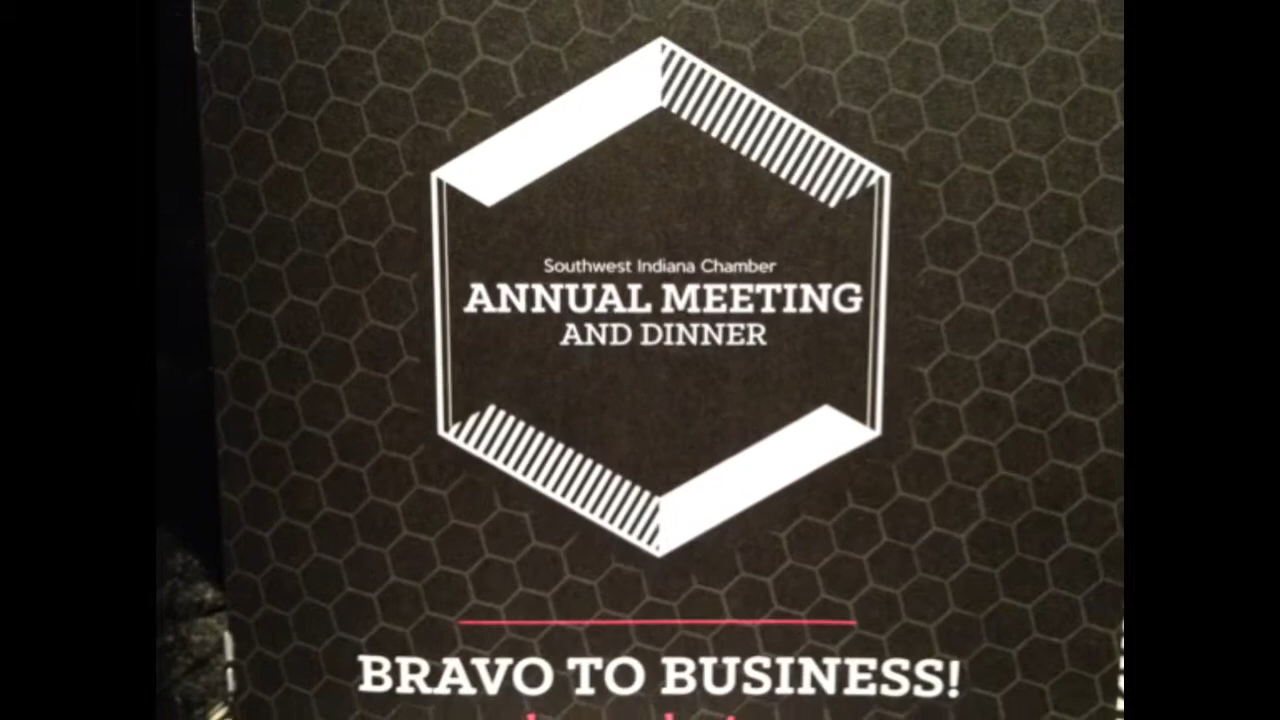 Southwest Indiana Chamber
ANNUAL MEETING
AND DINNER
BRAVO TO BUSINESS!